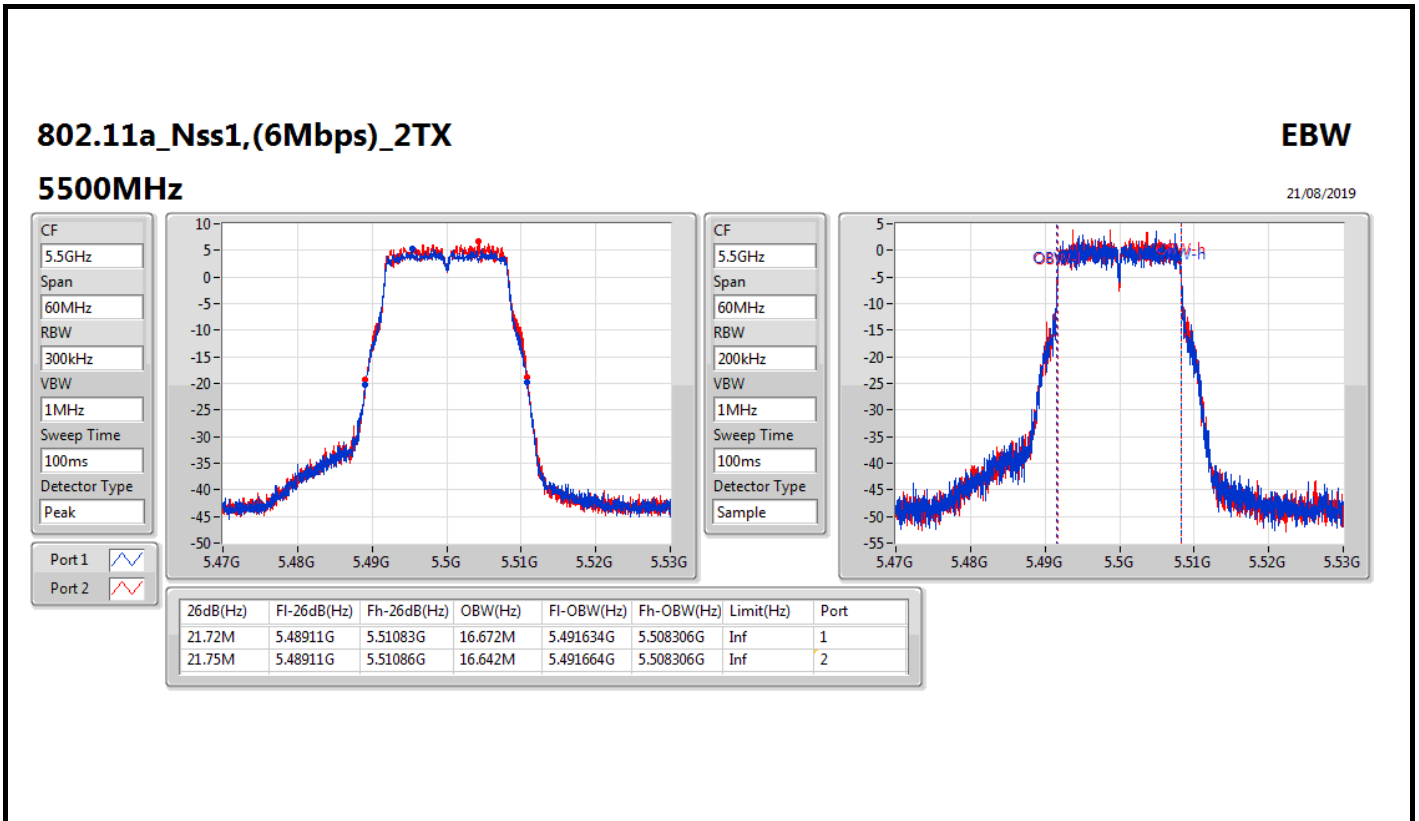 802.11a_Nss1,(6Mbps)_2TX
EBW
5500MHz
21/08/2019
CF
5.5GHz
Span
60MHz
RBW
300kHz
VBW
1MHz
Sweep Time
100ms
Detector Type
Peak
Port 1
Port 2
10
5
0
-5
-10
-15
-20
-25
-30
-35
-40
-45
-50
5.47G 5.48G 5.49G 5.5G 5.51G 5.52G 5.53G
CF
5.5GHz
Span
60MHz
RBW
200kHz
VBW
1MHz
Sweep Time
100ms
Detector Type
Sample
5
0
-5
-10
-15
-20
-25
-30
-35
-40
-45
-50
-55
5.47G 5.48G 5.49G 5.5G 5.51G 5.52G 5.53G
26dB(Hz) Fl-26dB(Hz) Fh-26dB(Hz) OBW(Hz) Fl-OBW(Hz) Fh-OBW(Hz) Limit(Hz) Port
21.72M 5.48911G 5.51083G 16.672M 5.491634G 5.508306G Inf 1
21.75M 5.48911G 5.51086G 16.642M 5.491664G 5.508306G Inf 2